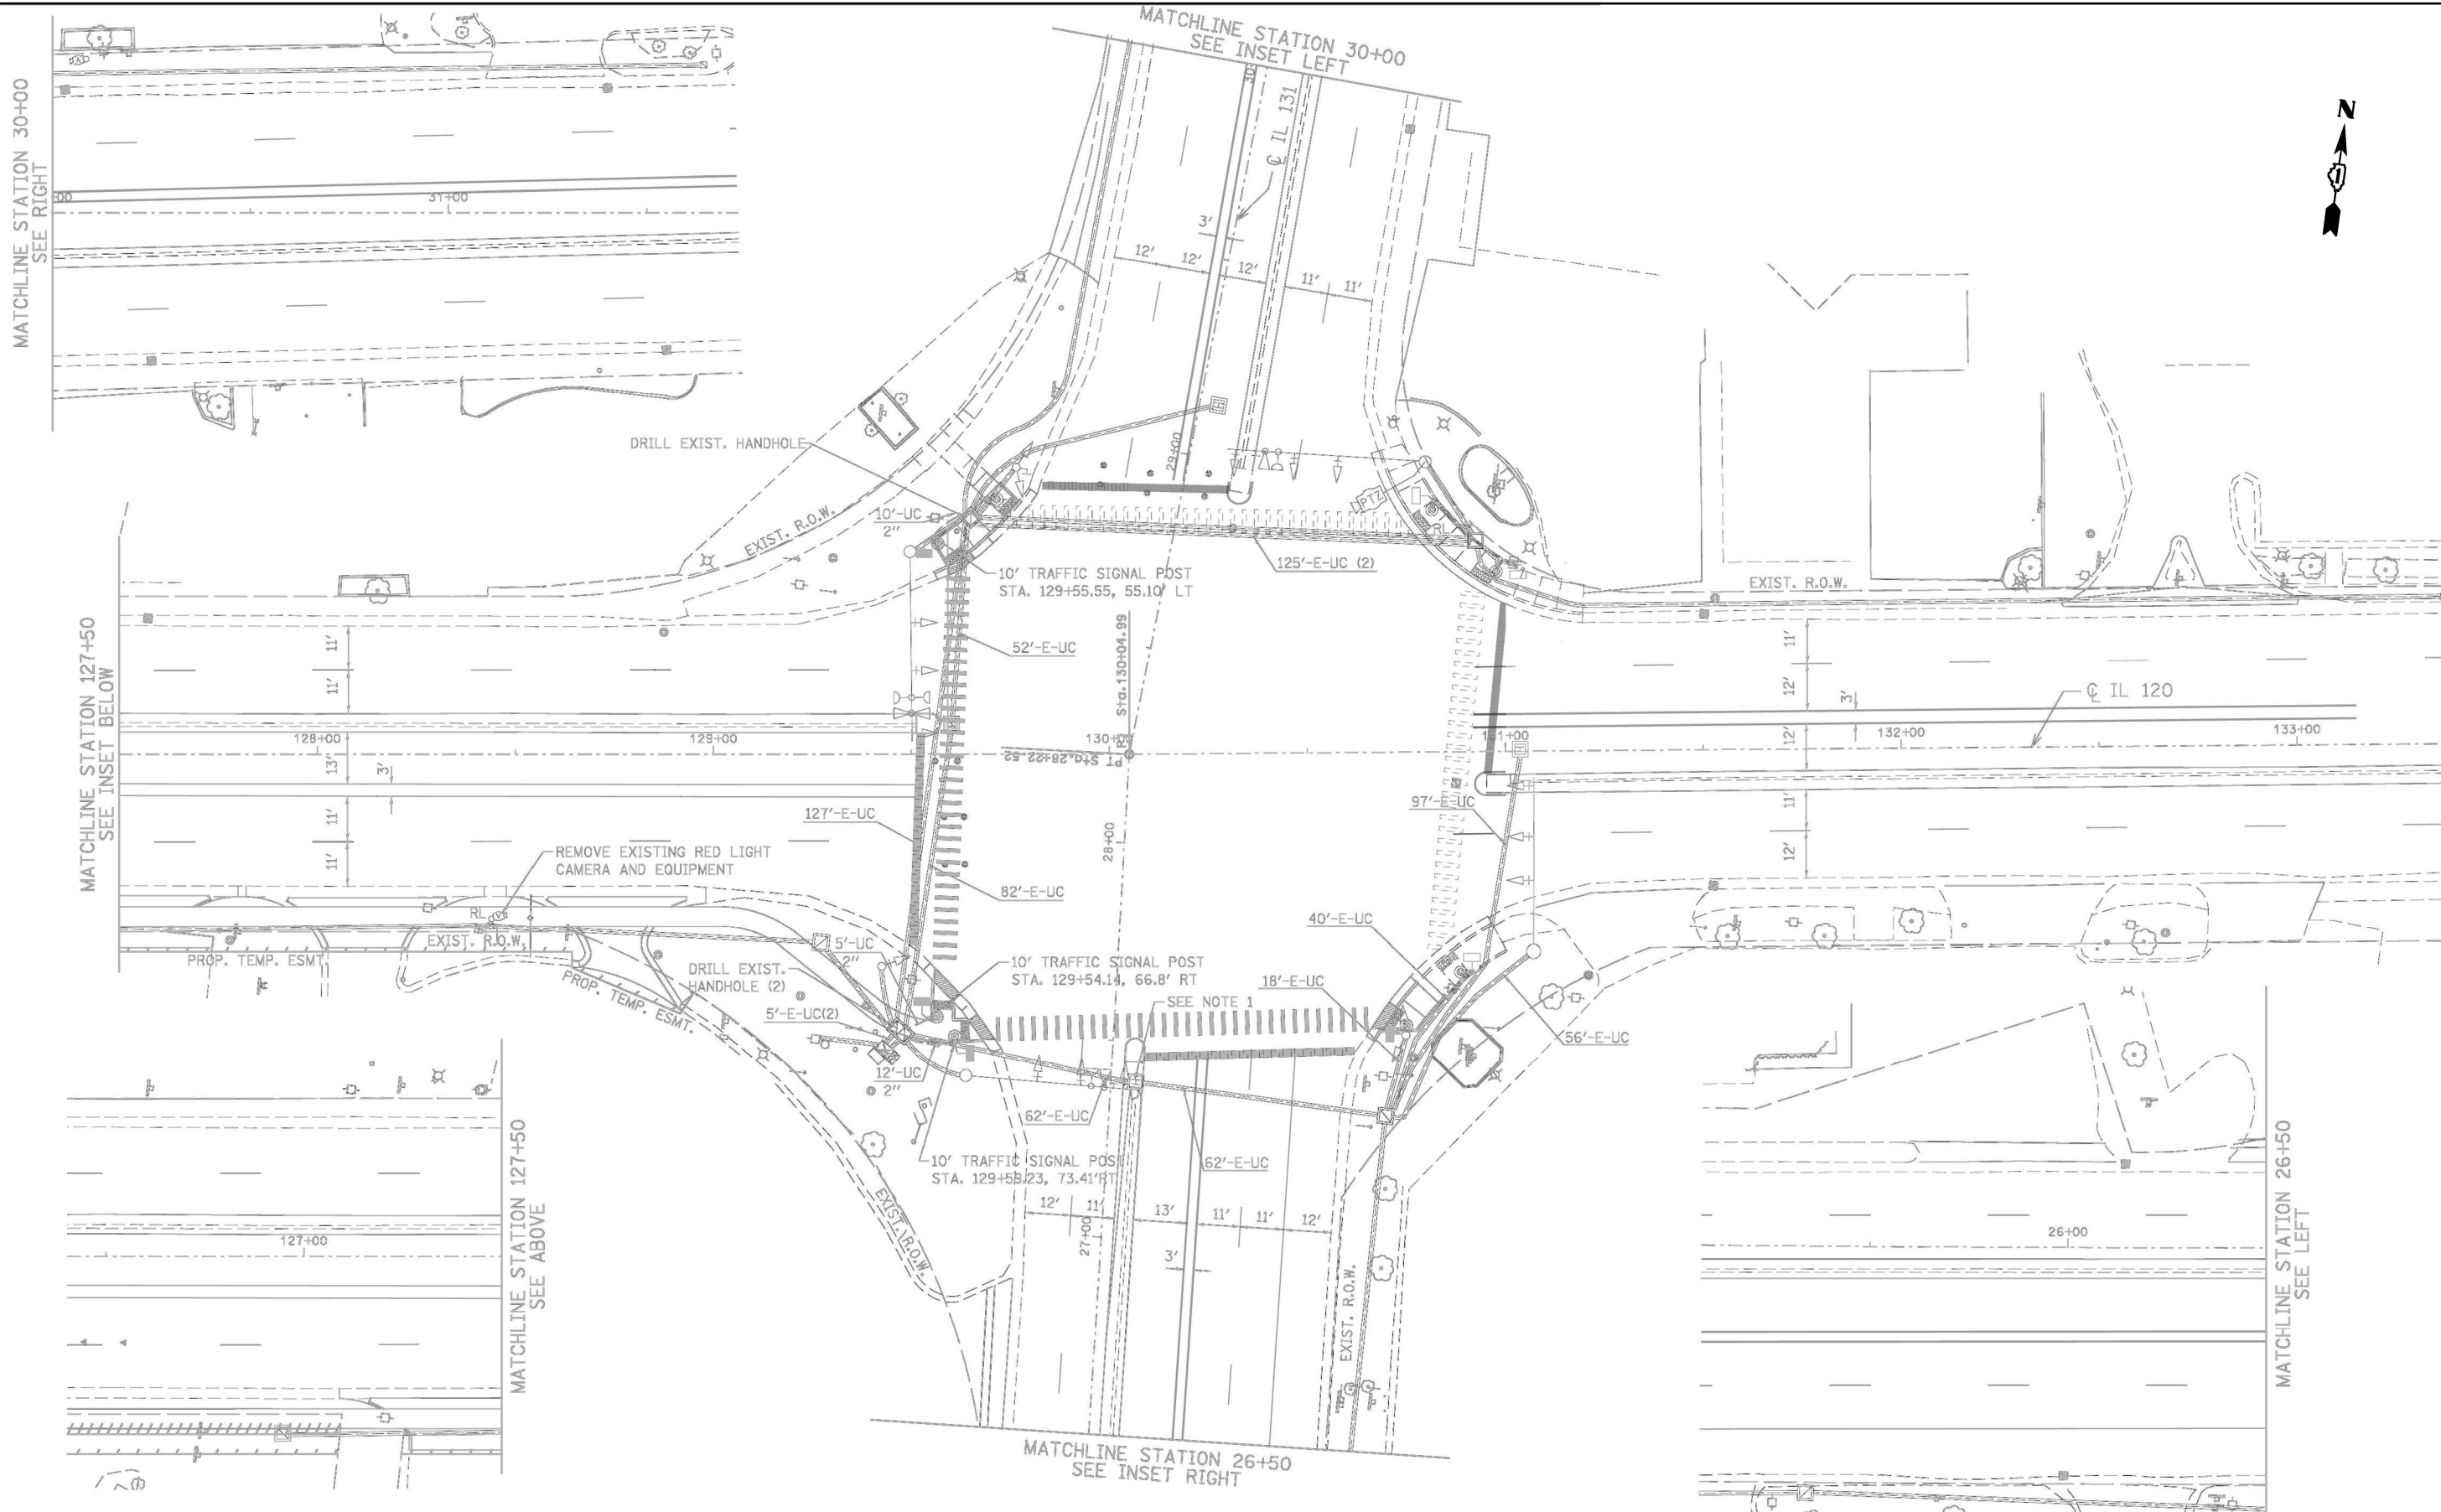 MATCHLINE STATION 30+00
SEE INSET LEFT
MATCHLINE STATION 30+00
SEE RIGHT
31+00
N
1
℄ IL 131
3'
12'
12'
12'
11'
11'
29+00
DRILL EXIST. HANDHOLE
10'-UC
2"
EXIST. R.O.W.
PTZ
RL
125'-E-UC (2)
10' TRAFFIC SIGNAL POST
STA. 129+55.55, 55.10' LT
EXIST. R.O.W.
MATCHLINE STATION 127+50
SEE INSET BELOW
11'
11'
52'-E-UC
Sta.130+04.99
11'
12'
3'
℄ IL 120
128+00
129+00
130+00
131+00
132+00
133+00
PT Sta.28+22.52
13'
3'
12'
127'-E-UC
97'-E-UC
11'
11'
11'
12'
28+00
REMOVE EXISTING RED LIGHT
CAMERA AND EQUIPMENT
82'-E-UC
RL
EXIST. R.O.W.
PROP. TEMP. ESMT.
5'-UC
2"
40'-E-UC
PROP. TEMP. ESMT.
DRILL EXIST.
HANDHOLE (2)
10' TRAFFIC SIGNAL POST
STA. 129+54.14, 66.8' RT
18'-E-UC
SEE NOTE 1
5'-E-UC(2)
56'-E-UC
12'-UC
2"
62'-E-UC
62'-E-UC
10' TRAFFIC SIGNAL POST
STA. 129+59.23, 73.41'RT
EXIST. R.O.W.
12'
11'
13'
11'
11'
12'
27+00
3'
EXIST. R.O.W.
127+00
MATCHLINE STATION 127+50
SEE ABOVE
26+00
MATCHLINE STATION 26+50
SEE LEFT
MATCHLINE STATION 26+50
SEE INSET RIGHT